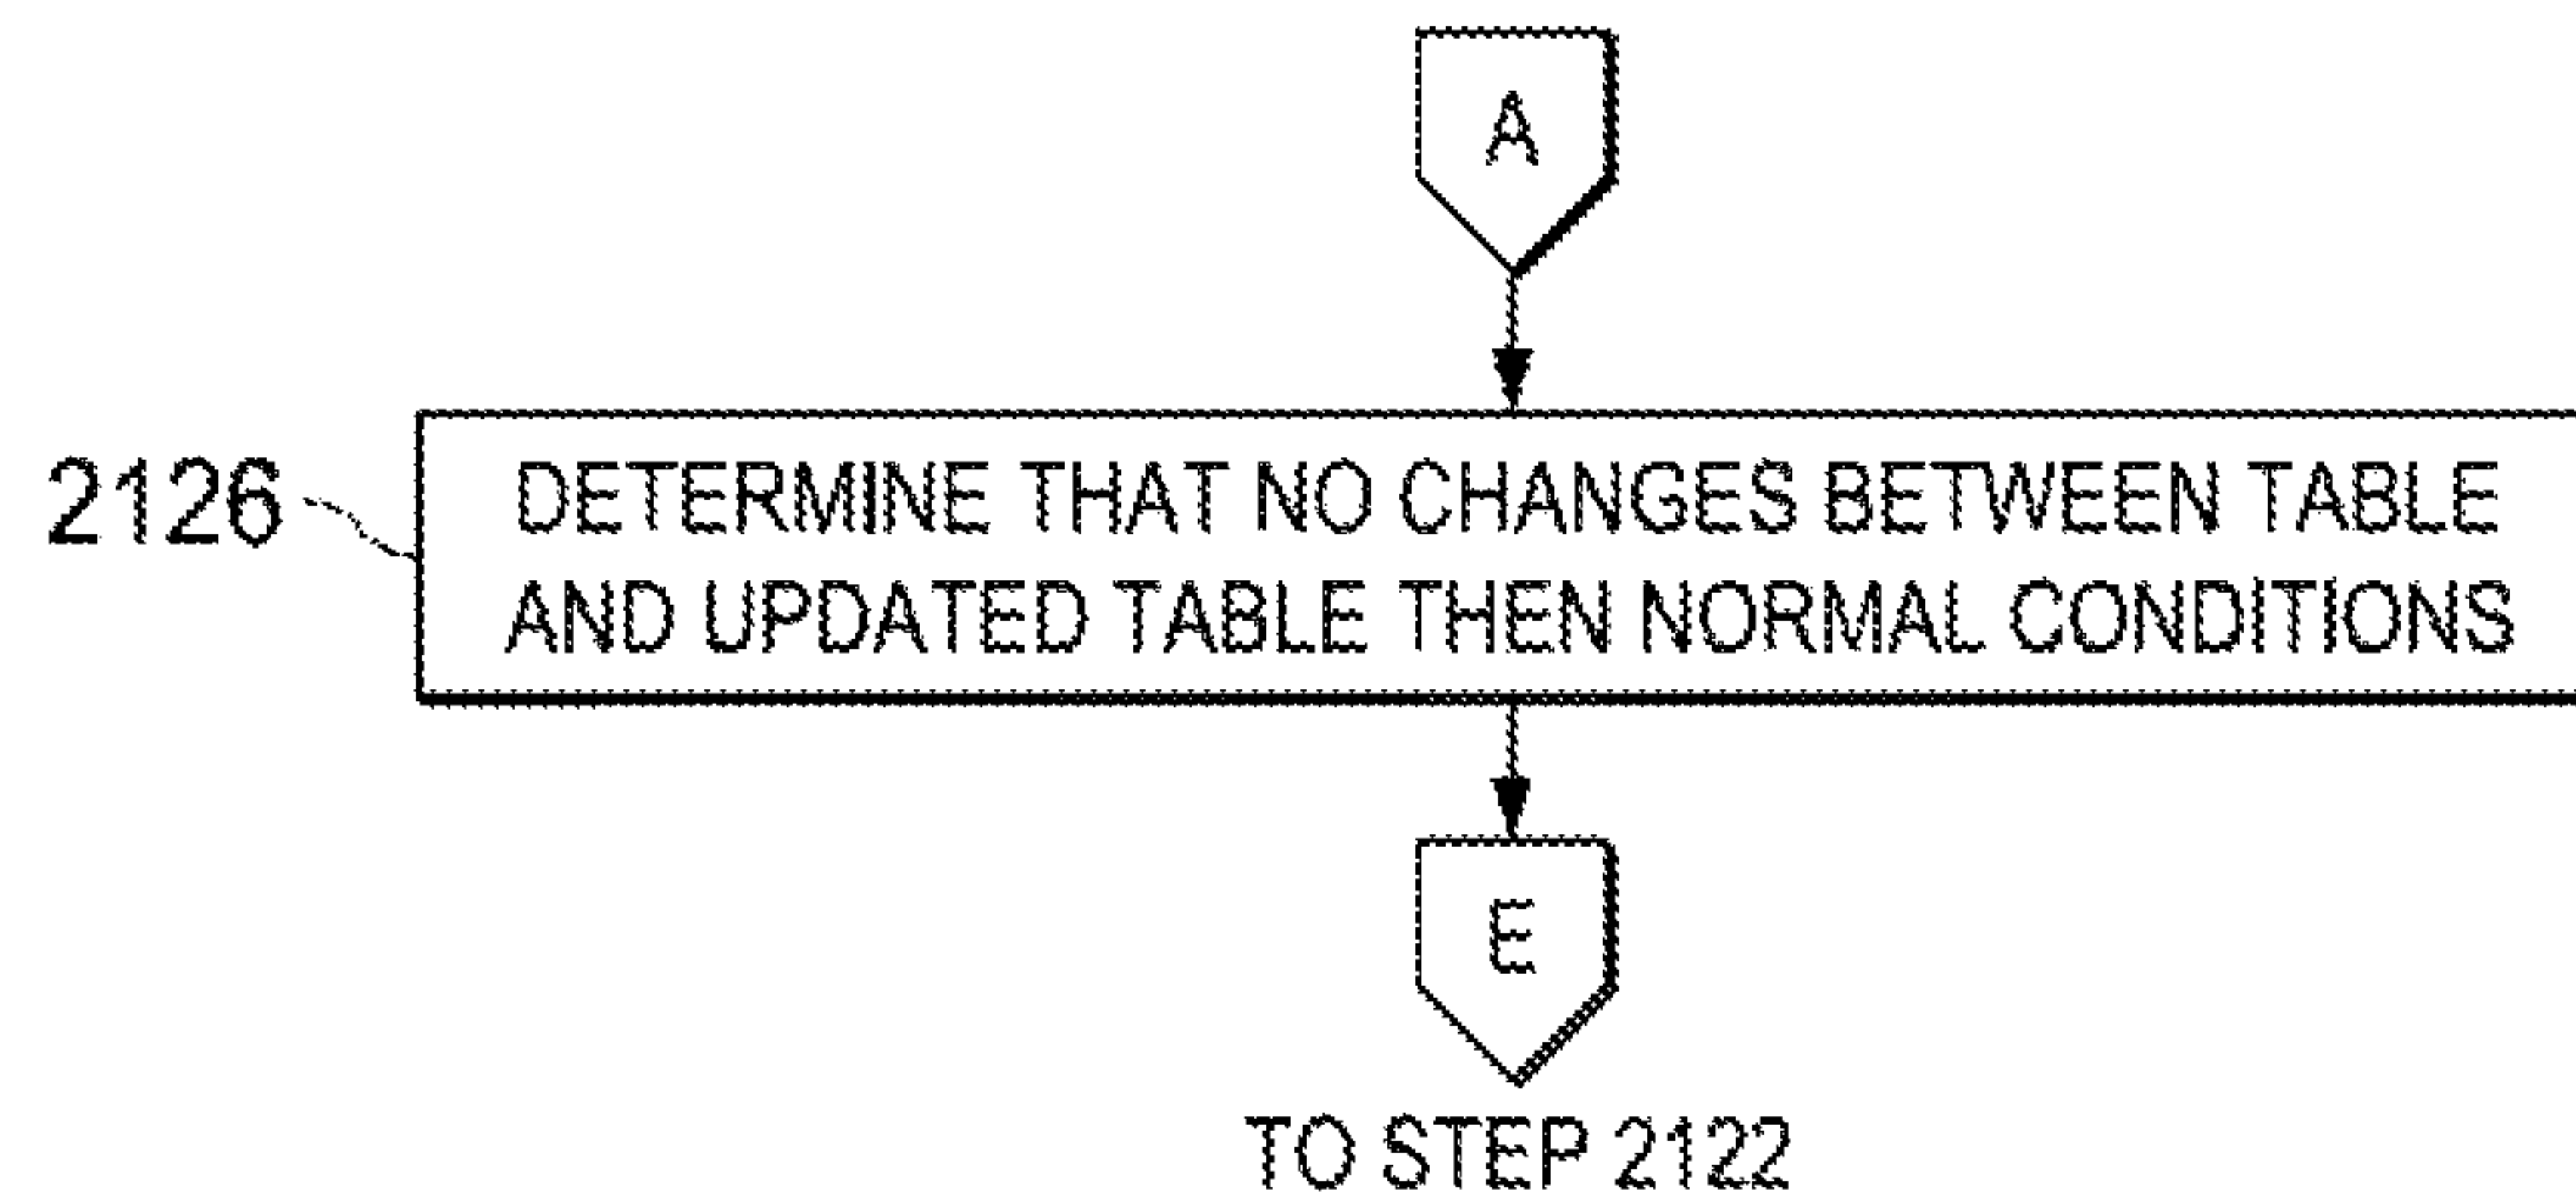 A
2126
DETERMINE THAT NO CHANGES BETWEEN TABLE
AND UPDATED TABLE THEN NORMAL CONDITIONS
E
TO STEP 2122